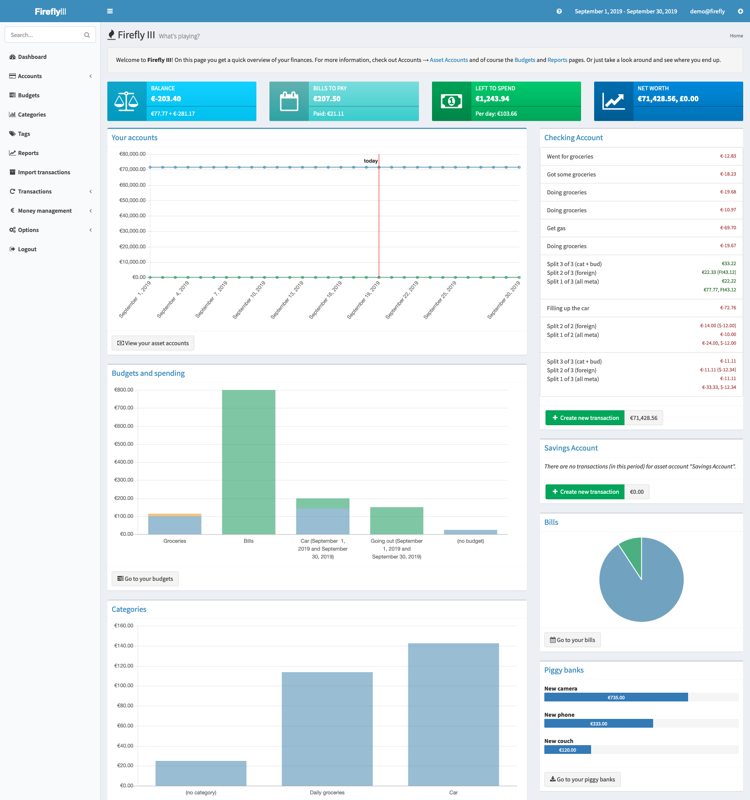 FireflyIII
September 1, 2019 - September 30, 2019
demo@firefly
Search...
Dashboard
Accounts
Budgets
Categories
Tags
Reports
Import transactions
Transactions
Money management
Options
Logout
Firefly III What's playing?
Home
Welcome to Firefly III! On this page you get a quick overview of your finances. For more information, check out Accounts → Asset Accounts and of course the Budgets and Reports pages. Or just take a look around and see where you end up.
BALANCE
€-203.40
€77.77 + €-281.17
BILLS TO PAY
€207.50
Paid: €21.11
LEFT TO SPEND
€1,243.94
Per day: €103.66
NET WORTH
€71,428.56, £0.00
Your accounts
€80,000.00
€70,000.00
€60,000.00
€50,000.00
€40,000.00
€30,000.00
€20,000.00
€10,000.00
€0.00
today
September 1, 2019
September 4, 2019
September 7, 2019
September 10, 2019
September 13, 2019
September 16, 2019
September 19, 2019
September 22, 2019
September 25, 2019
September 30, 2019
View your asset accounts
Budgets and spending
€800.00
€700.00
€600.00
€500.00
€400.00
€300.00
€200.00
€100.00
€0.00
Groceries
Bills
Car (September 1,
2019 and September
30, 2019)
Going out (September
1, 2019 and
September 30, 2019)
(no budget)
Go to your budgets
Categories
€160.00
€140.00
€120.00
€100.00
€80.00
€60.00
€40.00
€20.00
€0.00
(no category)
Daily groceries
Car
Checking Account
Went for groceries €-12.83
Got some groceries €-18.23
Doing groceries €-19.68
Doing groceries €-10.97
Get gas €-69.70
Doing groceries €-19.67
Split 3 of 3 (cat + bud) €33.22
Split 2 of 3 (foreign) €22.33 (Ft43.12)
Split 1 of 3 (all meta) €22.22
€77.77, Ft43.12
Filling up the car €-72.76
Split 2 of 2 (foreign) €-14.00 ($-12.00)
Split 1 of 2 (all meta) €-10.00
€-24.00, $-12.00
Split 3 of 3 (cat + bud) €-11.11
Split 2 of 3 (foreign) €-11.11 ($-12.34)
Split 1 of 3 (all meta) €-11.11
€-33.33, $-12.34
Create new transaction €71,428.56
Savings Account
There are no transactions (in this period) for asset account "Savings Account".
Create new transaction €0.00
Bills
Go to your bills
Piggy banks
New camera
€735.00
New phone
€333.00
New couch
€120.00
Go to your piggy banks